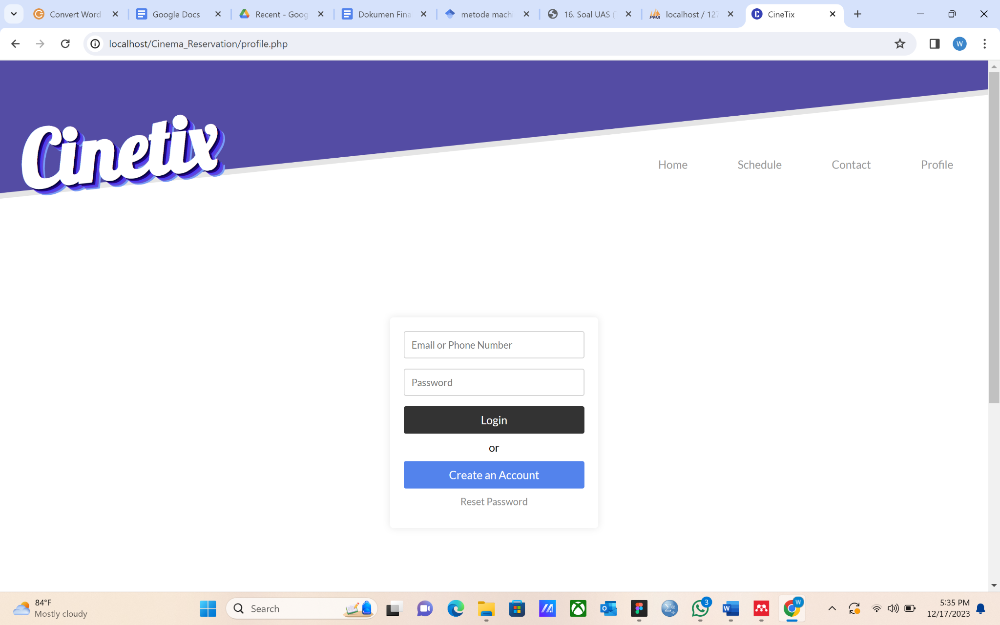 Convert Word
Google Docs
Recent - Goog
Dokumen Fina
metode machi
16. Soal UAS (
PMA
localhost / 127
C
CineTix
localhost/Cinema_Reservation/profile.php
W
Cinetix
Home
Schedule
Contact
Profile
Email or Phone Number
Password
Login
or
Create an Account
Reset Password
84°F
Mostly cloudy
Search
3
W
5:35 PM
12/17/2023